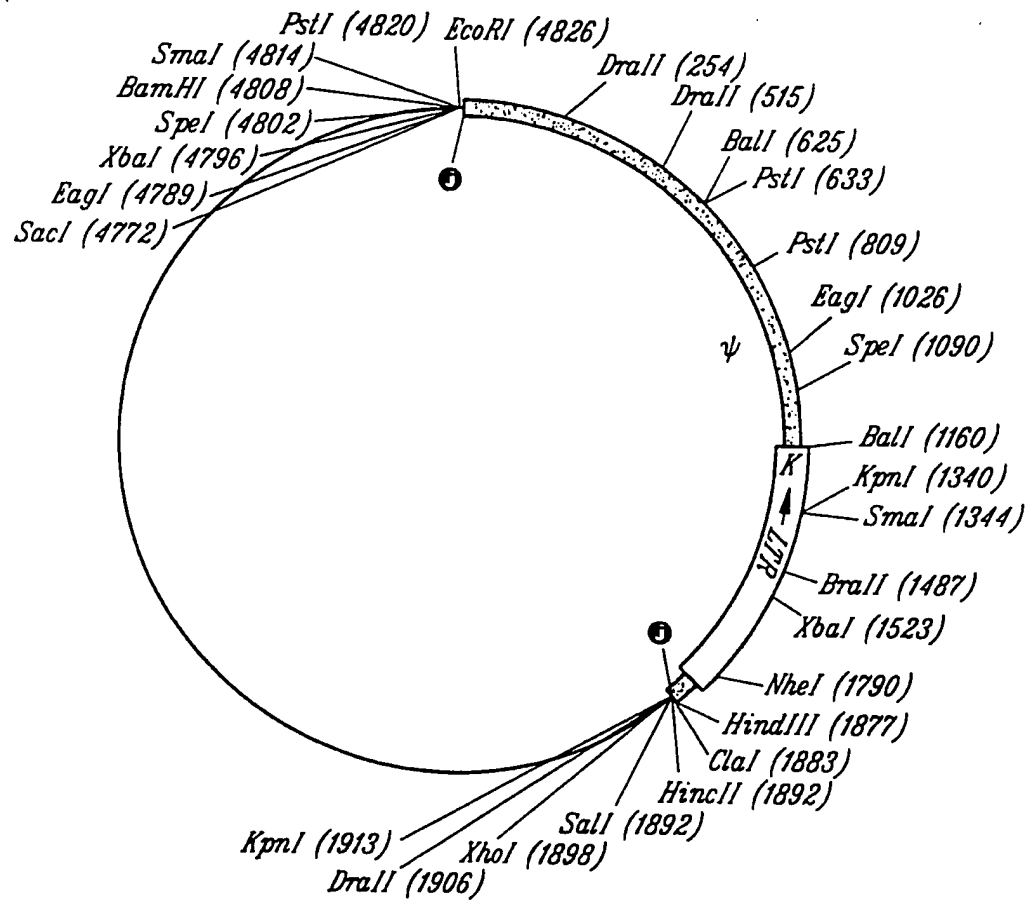 PstI (4820) EcoRI (4826)
SmaI (4814)
BamHI (4808)
SpeI (4802)
XbaI (4796)
EagI (4789)
SacI (4772)
DraII (254)
DraII (515)
BalI (625)
PstI (633)
PstI (809)
EagI (1026)
SpeI (1090)
ψ
BalI (1160)
K
KpnI (1340)
SmaI (1344)
LTR
BraII (1487)
XbaI (1523)
NheI (1790)
HindIII (1877)
ClaI (1883)
HincII (1892)
SalI (1892)
XhoI (1898)
DraII (1906)
KpnI (1913)
j
j